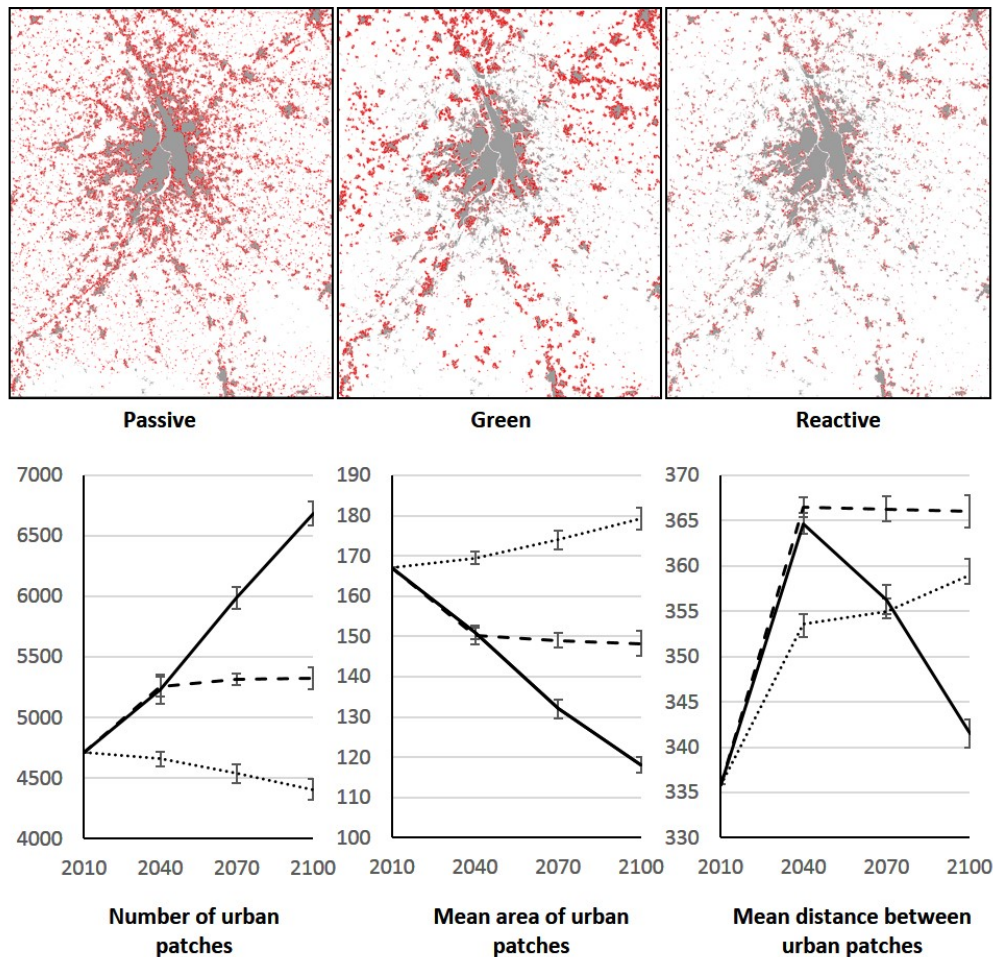 Passive
Green
Reactive
7000
6500
6000
5500
5000
4500
4000
2010 2040 2070 2100
Number of urban
patches
190
180
170
160
150
140
130
120
110
100
2010 2040 2070 2100
Mean area of urban
patches
370
365
360
355
350
345
340
335
330
2010 2040 2070 2100
Mean distance between
urban patches